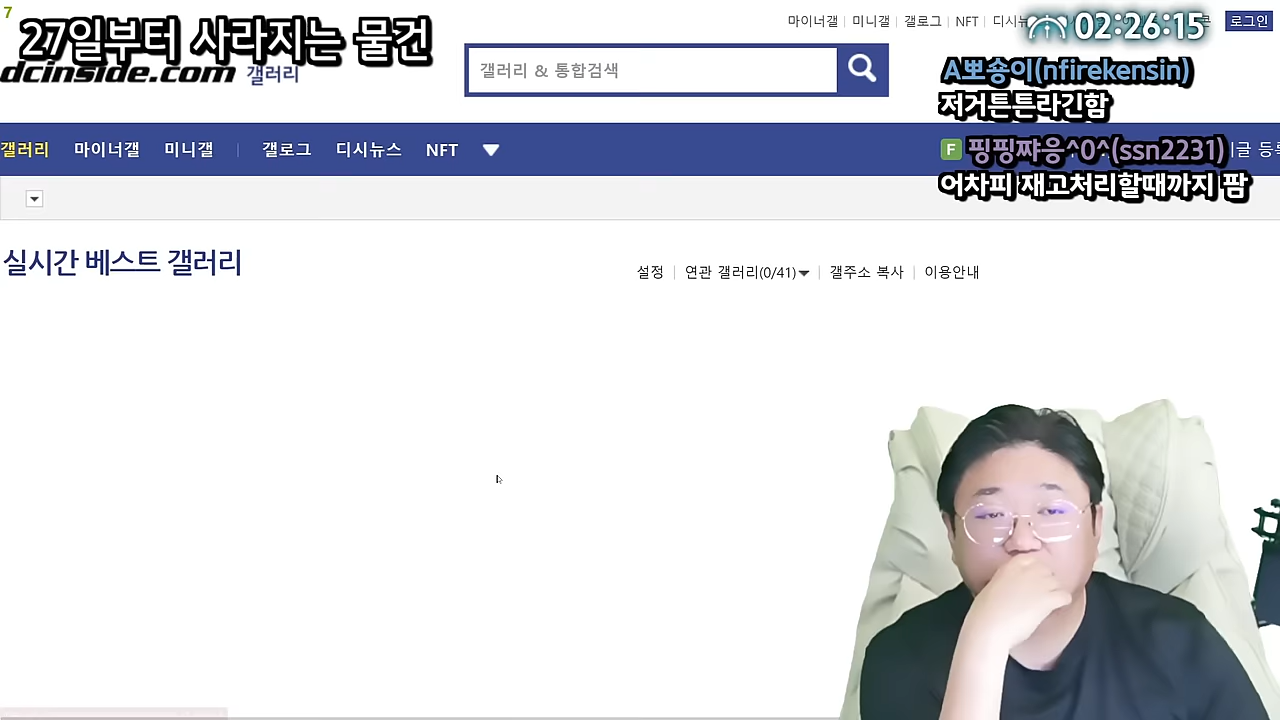 7
27일부터 사라지는 물건
마이너갤 미니갤 갤로그 NFT 디시뉴
02:26:15
로그인
dcinside.com 갤러리
갤러리 & 통합검색
A뽀숑이(nfirekensin)
저거튼튼라긴함
갤러리 마이너갤 미니갤 갤로그 디시뉴스 NFT
F 핑핑쨔응^0^(ssn2231)
글 등록
어차피 재고처리할때까지 팜
실시간 베스트 갤러리
설정 연관 갤러리(0/41) 갤주소 복사 이용안내